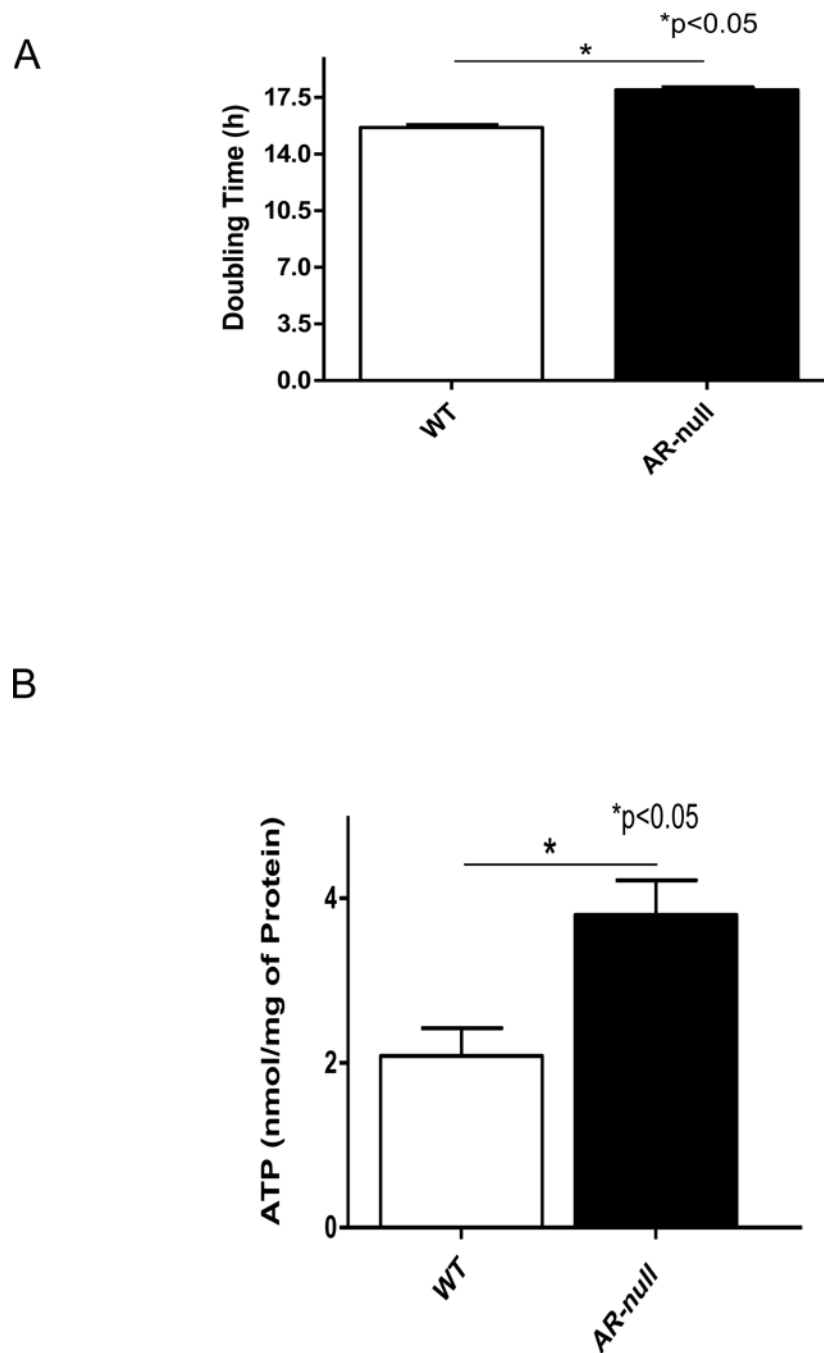 A
*p<0.05
*
Doubling Time (h)
17.5
14.0
10.5
7.0
3.5
0.0
WT
AR-null
B
*p<0.05
*
ATP (nmol/mg of Protein)
4
2
0
WT
AR-null